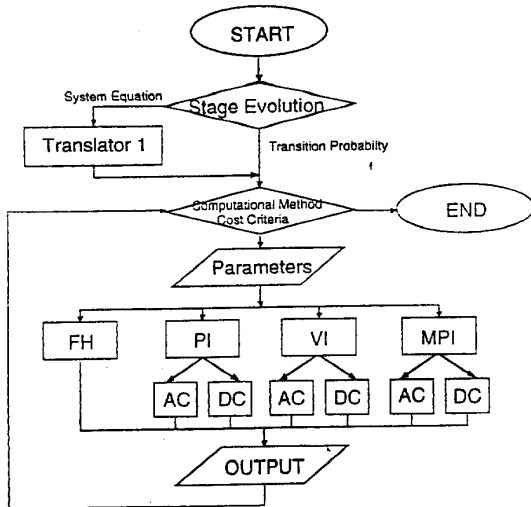 START
System Equation
Stage Evolution
Translator 1
Transition Probabilty
Computational Method
Cost Criteria
END
Parameters
FH
PI
VI
MPI
AC
DC
AC
DC
AC
DC
OUTPUT